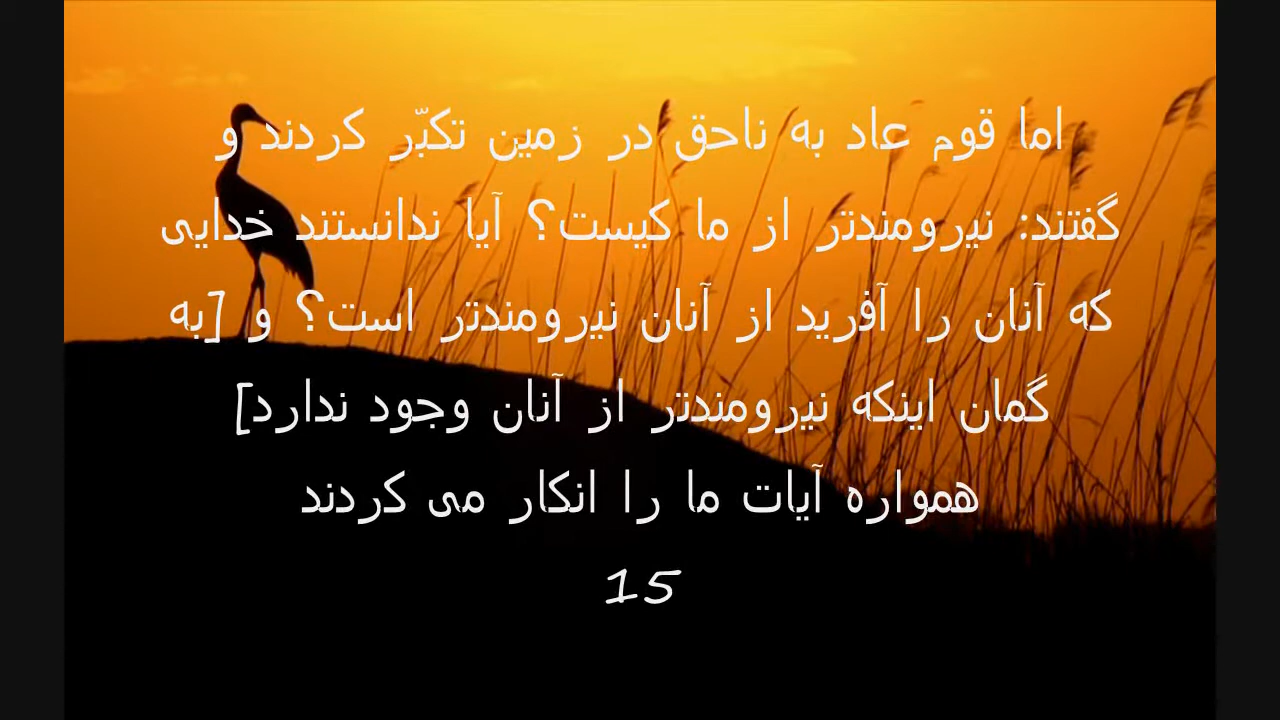 اما قوم عاد به ناحق در زمین تکبّر کردند و
گفتند: نیرومندتر از ما کیست؟ آیا ندانستند خدایی
که آنان را آفرید از آنان نیرومندتر است؟ و [به
گمان اینکه نیرومندتر از آنان وجود ندارد]
همواره آیات ما را انکار می کردند
15